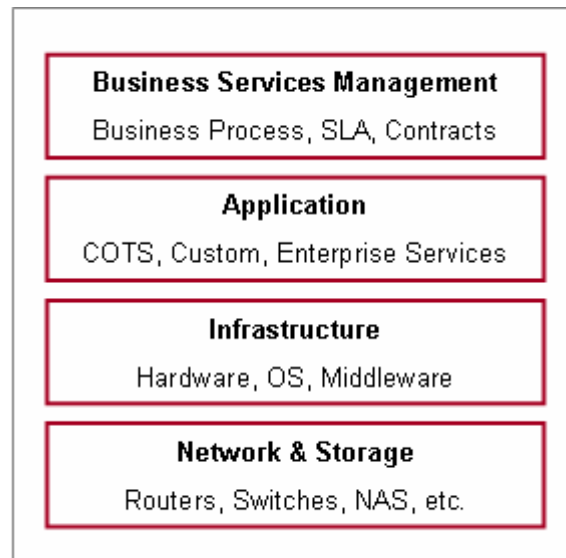 Business Services Management
Business Process, SLA, Contracts
Application
COTS, Custom, Enterprise Services
Infrastructure
Hardware, OS, Middleware
Network & Storage
Routers, Switches, NAS, etc.